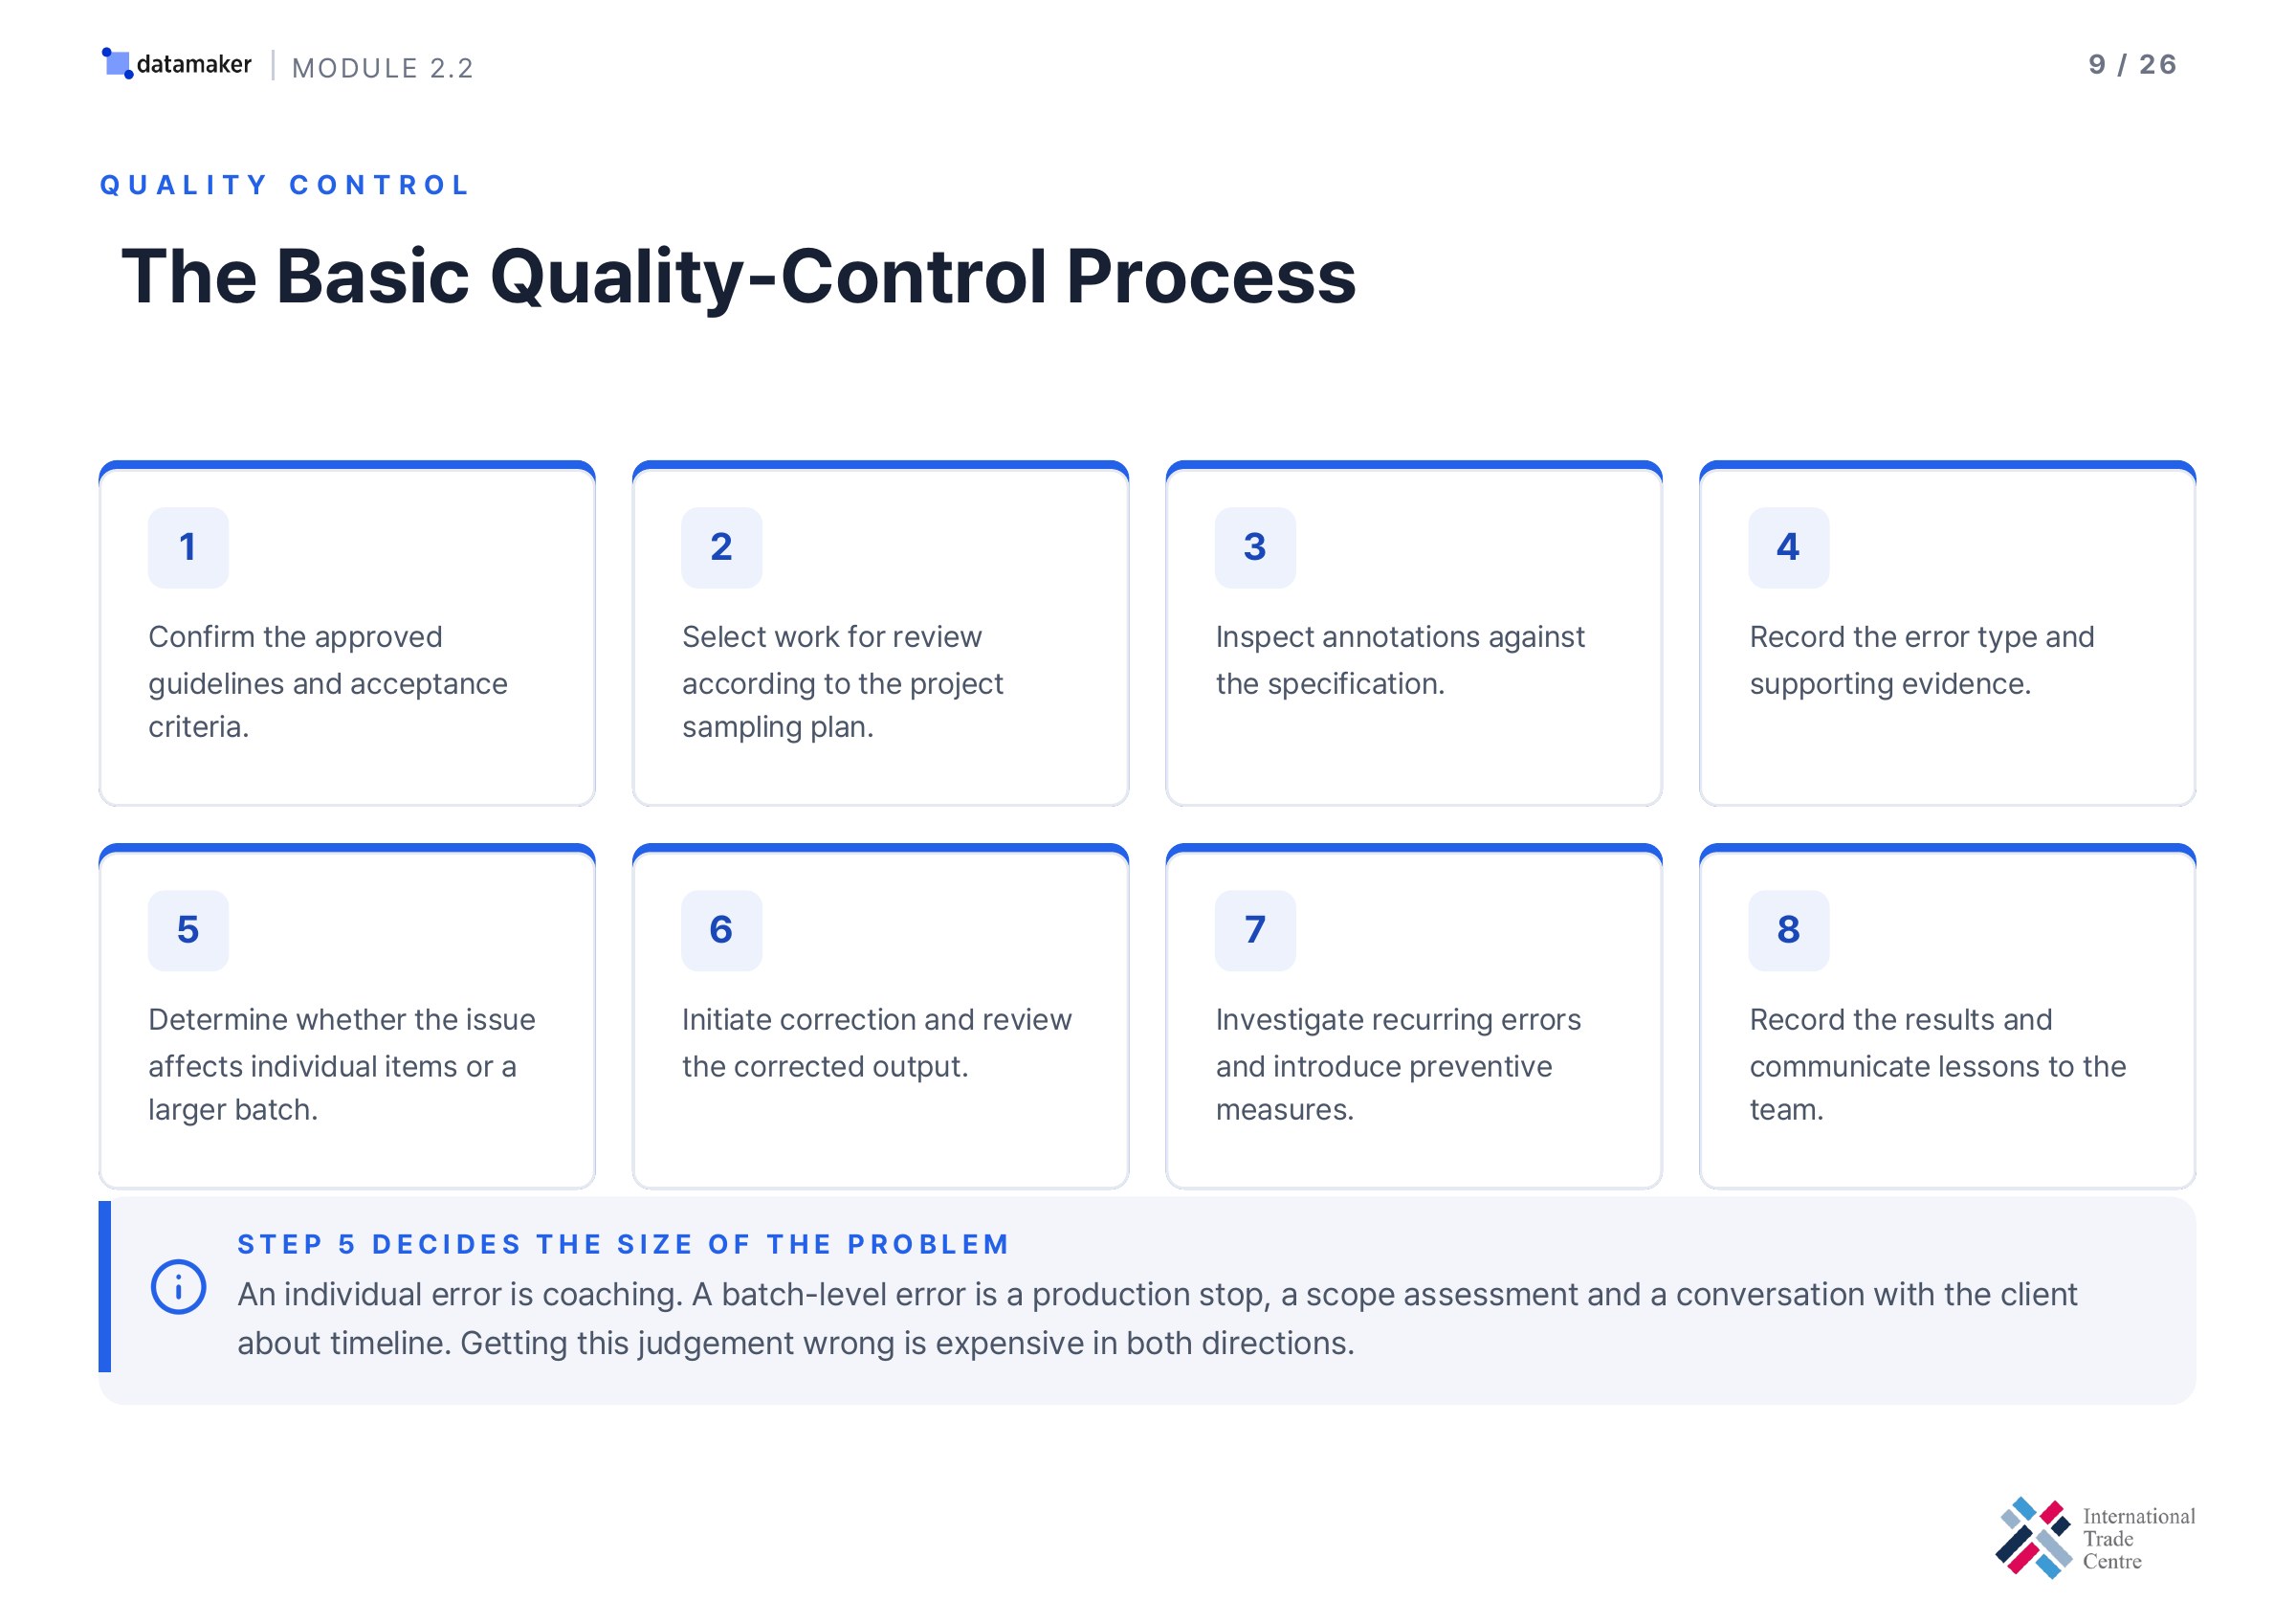 datamaker
MODULE 2.2
9 / 26
QUALITY CONTROL
The Basic Quality-Control Process
1
Confirm the approved
guidelines and acceptance
criteria.
2
Select work for review
according to the project
sampling plan.
3
Inspect annotations against
the specification.
4
Record the error type and
supporting evidence.
5
Determine whether the issue
affects individual items or a
larger batch.
6
Initiate correction and review
the corrected output.
7
Investigate recurring errors
and introduce preventive
measures.
8
Record the results and
communicate lessons to the
team.
STEP 5 DECIDES THE SIZE OF THE PROBLEM
An individual error is coaching. A batch-level error is a production stop, a scope assessment and a conversation with the client
about timeline. Getting this judgement wrong is expensive in both directions.
International
Trade
Centre